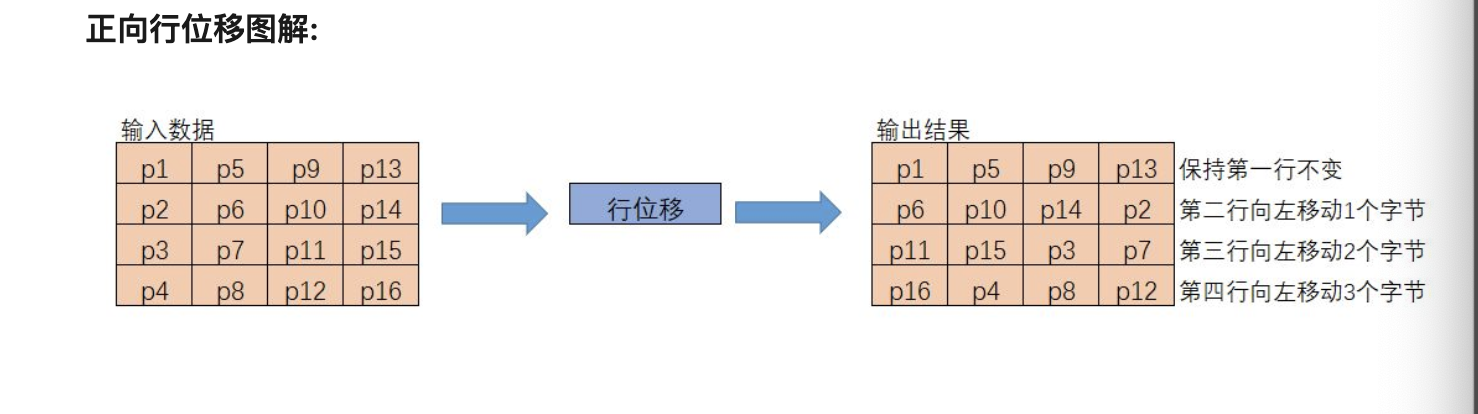 正向行位移图解:
输入数据
p1 p5 p9 p13
p2 p6 p10 p14
p3 p7 p11 p15
p4 p8 p12 p16
行位移
输出结果
p1 p5 p9 p13 保持第一行不变
p6 p10 p14 p2 第二行向左移动1个字节
p11 p15 p3 p7 第三行向左移动2个字节
p16 p4 p8 p12 第四行向左移动3个字节